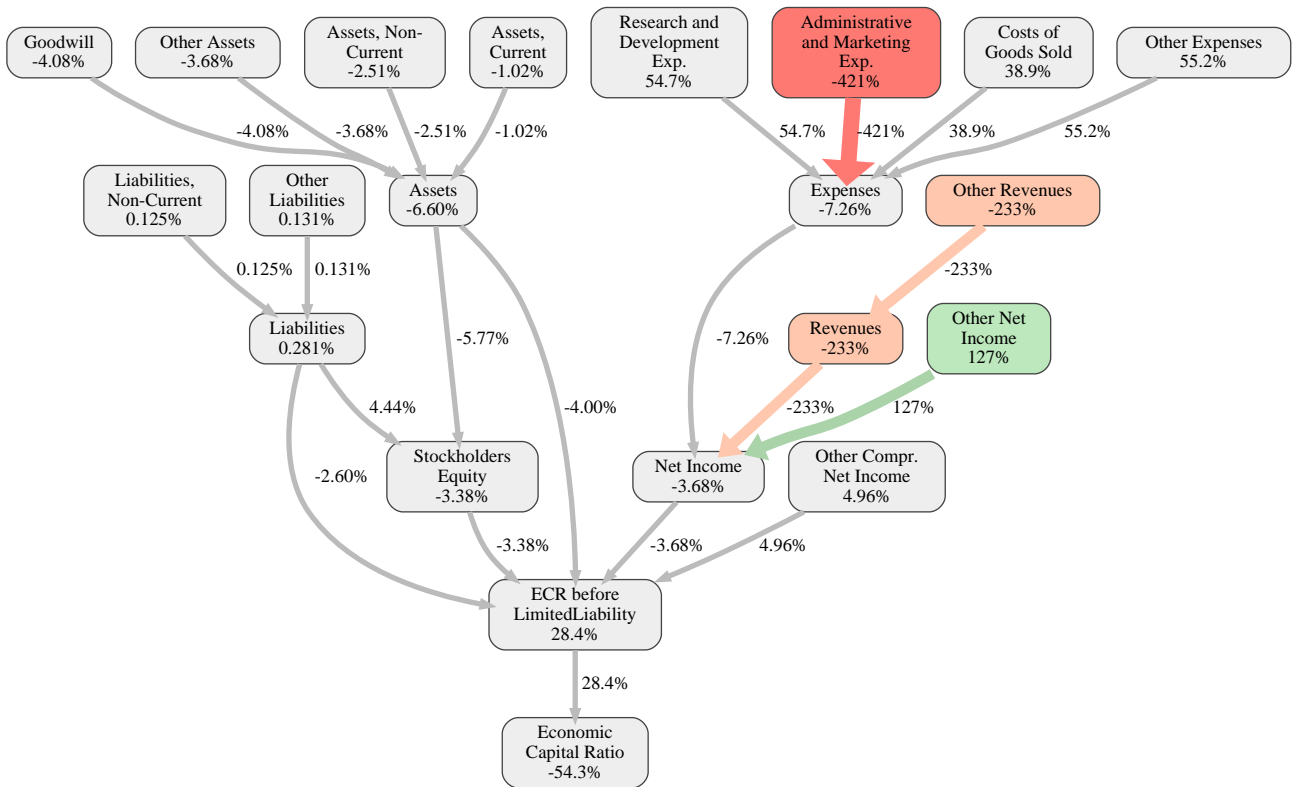 Goodwill
-4.08%
Other Assets
-3.68%
Assets, Non-
Current
-2.51%
Assets,
Current
-1.02%
Research and
Development
Exp.
54.7%
Administrative
and Marketing
Exp.
-421%
Costs of
Goods Sold
38.9%
Other Expenses
55.2%
-4.08%
-3.68%
-2.51%
-1.02%
54.7%
-421%
38.9%
55.2%
Liabilities,
Non-Current
0.125%
Other
Liabilities
0.131%
Assets
-6.60%
Expenses
-7.26%
Other Revenues
-233%
0.125%
0.131%
-233%
Liabilities
0.281%
-5.77%
-7.26%
Revenues
-233%
Other Net
Income
127%
4.44%
-4.00%
-233%
127%
-2.60%
Stockholders
Equity
-3.38%
Net Income
-3.68%
Other Compr.
Net Income
4.96%
-3.38%
-3.68%
4.96%
ECR before
LimitedLiability
28.4%
28.4%
Economic
Capital Ratio
-54.3%